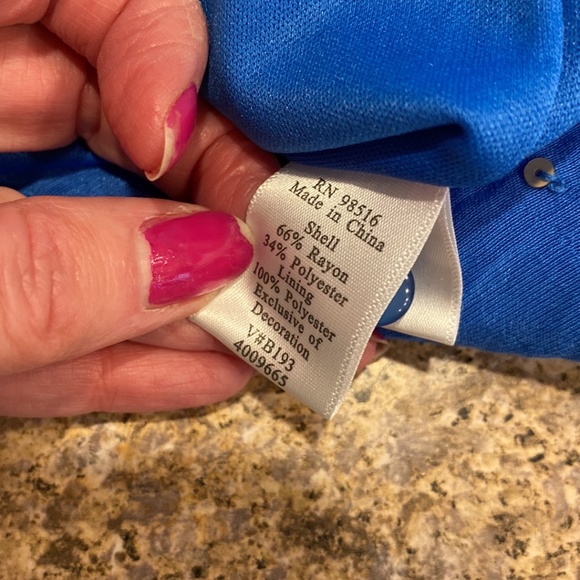 RN 98516
Made in China
Shell
66% Rayon
34% Polyester
Lining
100% Polyester
Exclusive of
Decoration
V#B193
4009665